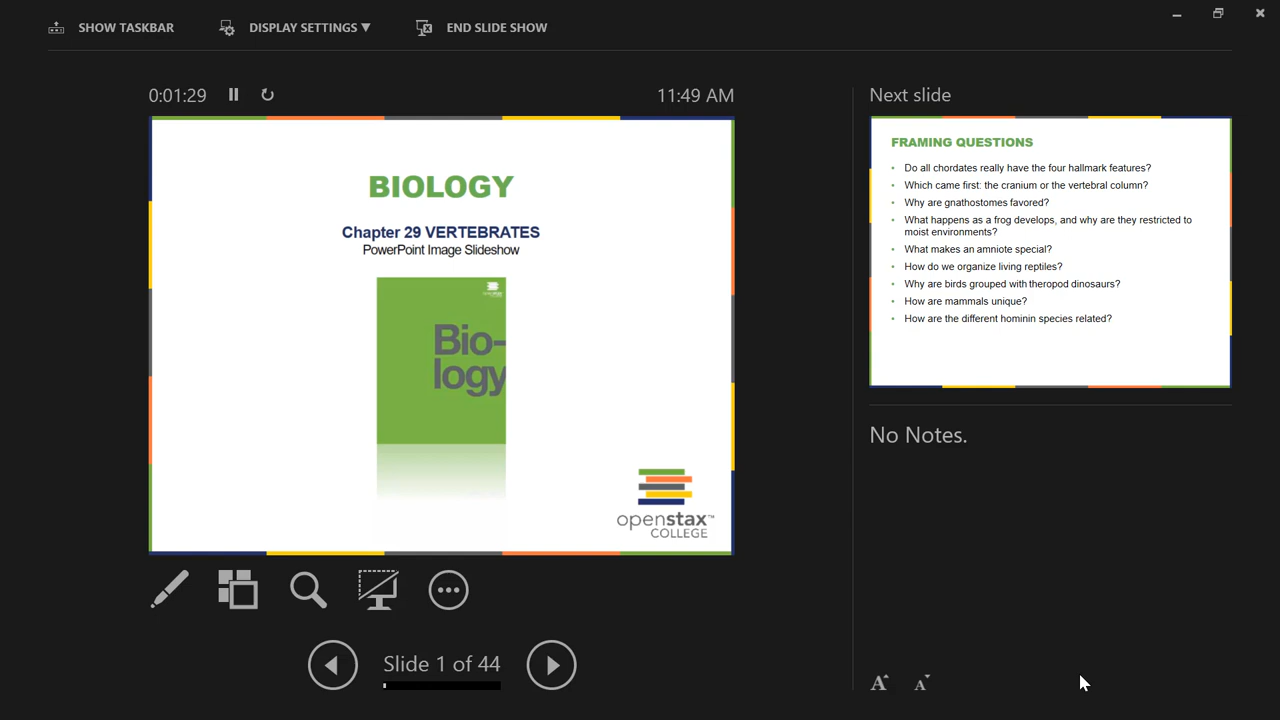 SHOW TASKBAR
DISPLAY SETTINGS ▼
END SLIDE SHOW
0:01:29
11:49 AM
BIOLOGY
Chapter 29 VERTEBRATES
PowerPoint Image Slideshow
Bio-
logy
openstax™
COLLEGE
Slide 1 of 44
Next slide
FRAMING QUESTIONS
• Do all chordates really have the four hallmark features?
• Which came first: the cranium or the vertebral column?
• Why are gnathostomes favored?
• What happens as a frog develops, and why are they restricted to
moist environments?
• What makes an amniote special?
• How do we organize living reptiles?
• Why are birds grouped with theropod dinosaurs?
• How are mammals unique?
• How are the different hominin species related?
No Notes.
A A